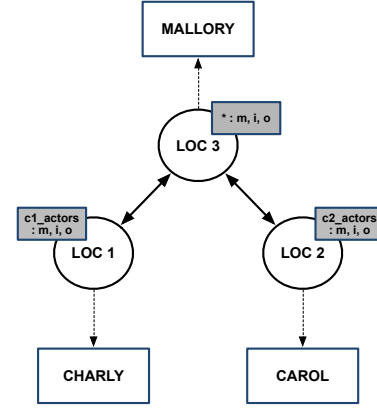 MALLORY
* : m, i, o
LOC 3
c1_actors
: m, i, o
LOC 1
c2_actors
: m, i, o
LOC 2
CHARLY
CAROL